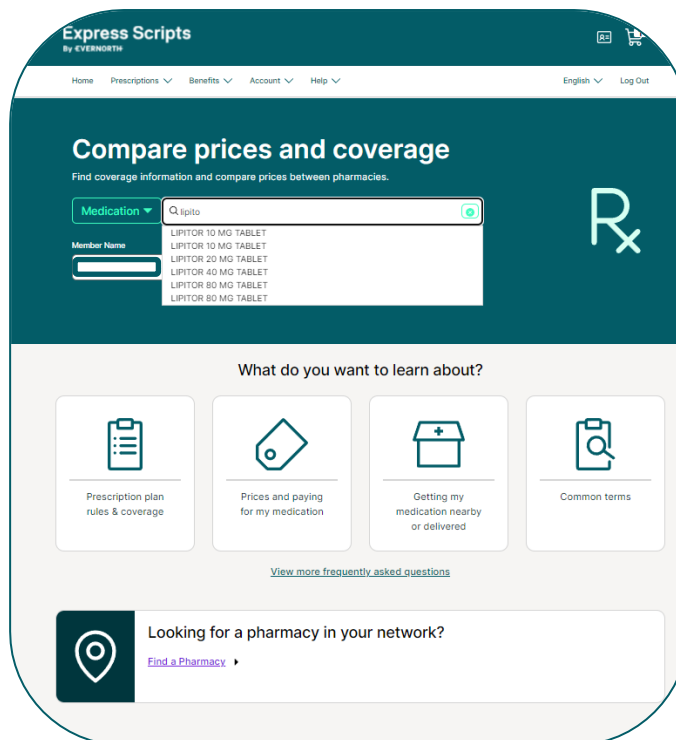 Express Scripts
By EVERNORTH
Home Prescriptions Benefits Account Help English Log Out
Compare prices and coverage
Find coverage information and compare prices between pharmacies.
Medication
lipito
LIPITOR 10 MG TABLET
LIPITOR 10 MG TABLET
LIPITOR 20 MG TABLET
LIPITOR 40 MG TABLET
LIPITOR 80 MG TABLET
LIPITOR 80 MG TABLET
Member Name
Rx
What do you want to learn about?
Prescription plan
rules & coverage
Prices and paying
for my medication
Getting my
medication nearby
or delivered
Common terms
View more frequently asked questions
Looking for a pharmacy in your network?
Find a Pharmacy